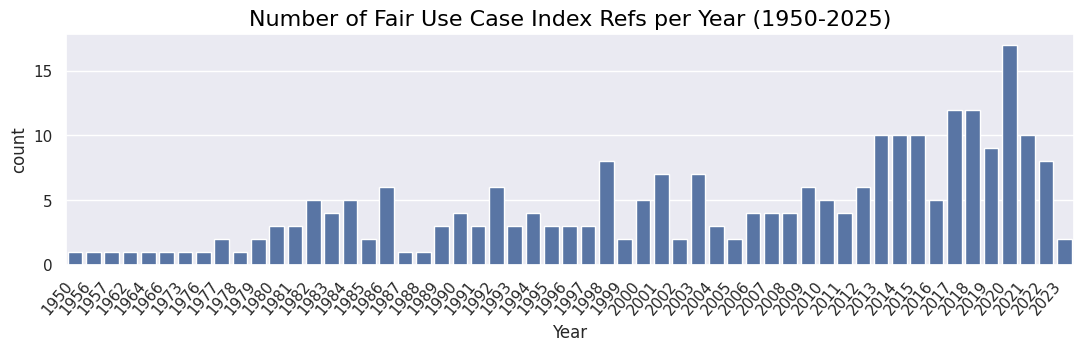 Number of Fair Use Case Index Refs per Year (1950-2025)
count
15
10
5
0
1950 1956 1957 1962 1964 1966 1973 1976 1977 1978 1979 1980 1981 1982 1983 1984 1985 1986 1987 1988 1989 1990 1991 1992 1993 1994 1995 1996 1997 1998 1999 2000 2001 2002 2003 2004 2005 2006 2007 2008 2009 2010 2011 2012 2013 2014 2015 2016 2017 2018 2019 2020 2021 2022 2023
Year